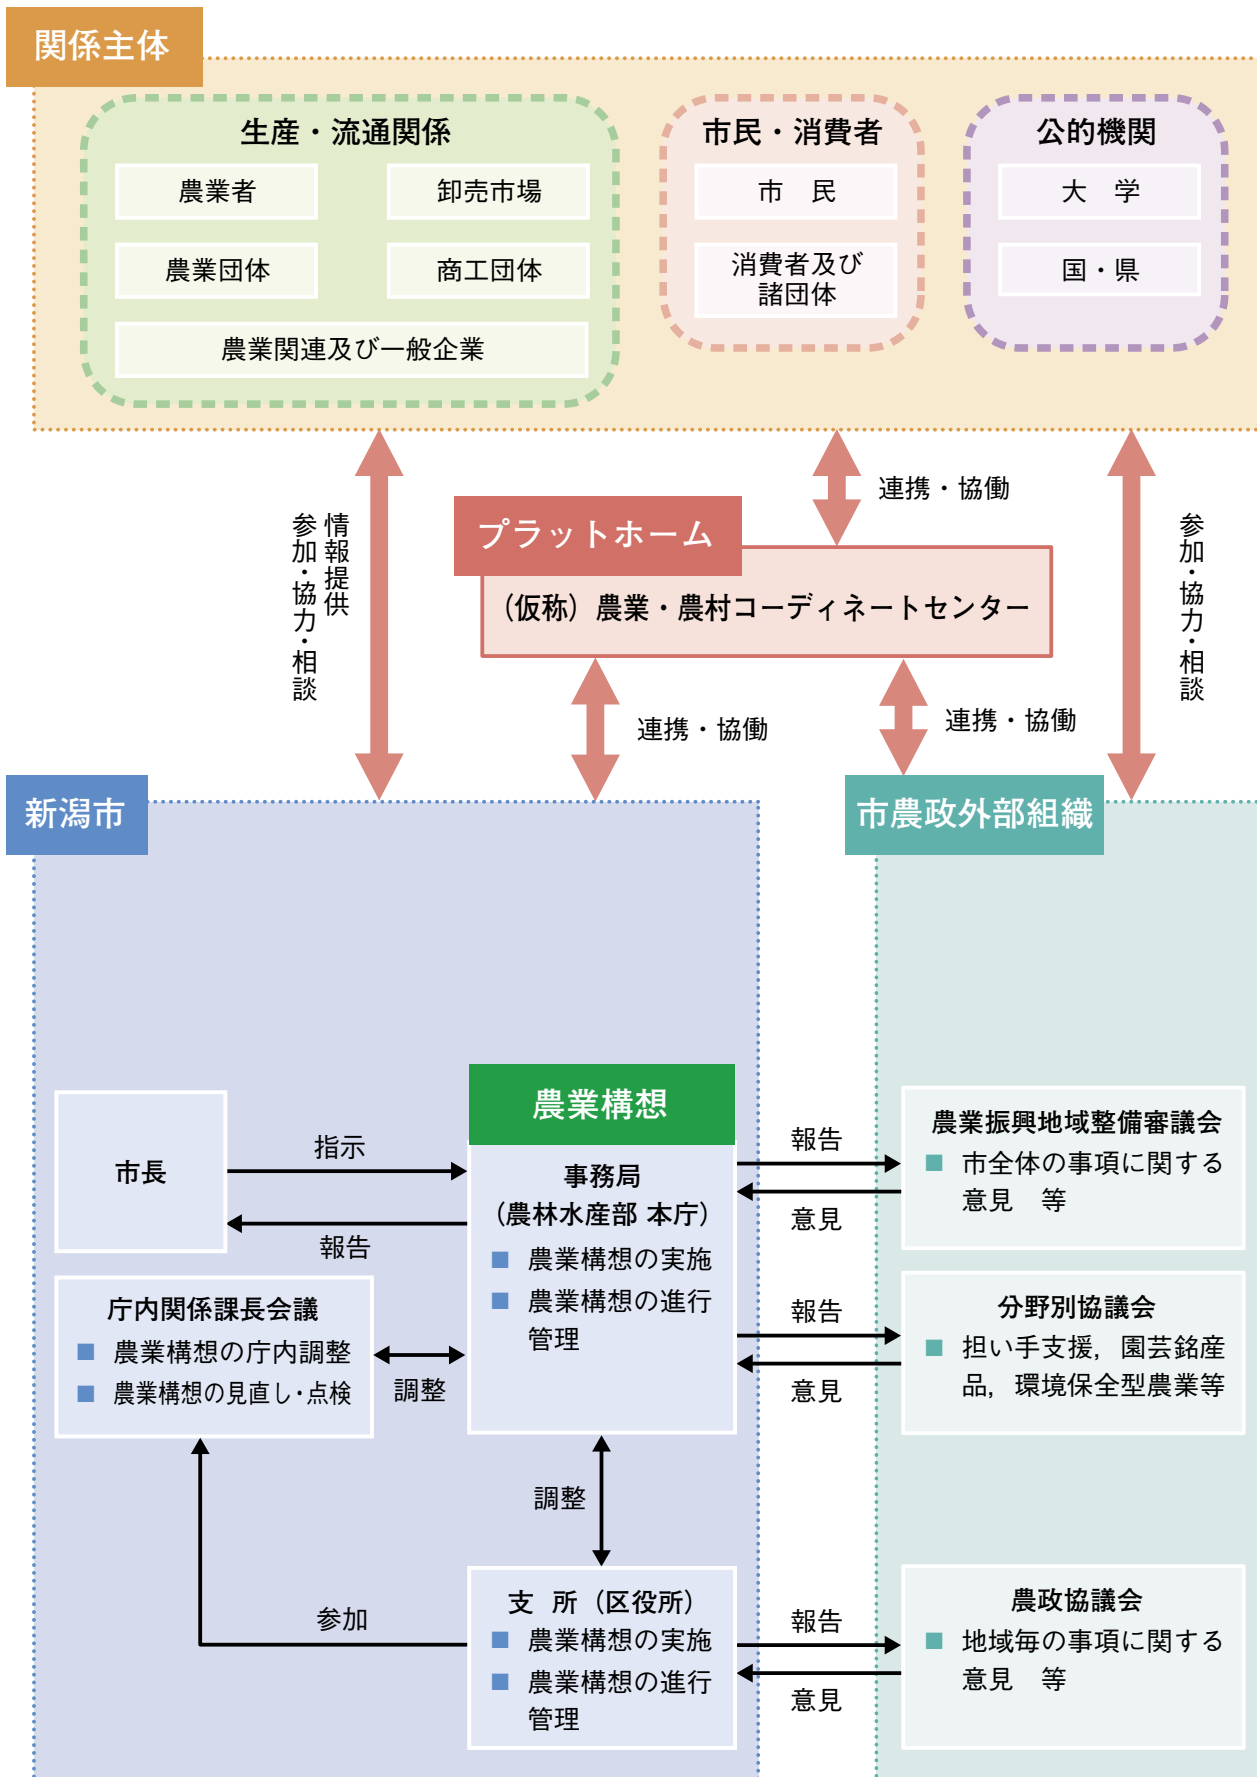 関係主体
生産・流通関係
農業者
卸売市場
農業団体
商工団体
農業関連及び一般企業
市民・消費者
市　民
消費者及び
諸団体
公的機関
大　学
国・県
情報提供
参加・協力・相談
連携・協働
プラットホーム
（仮称）農業・農村コーディネートセンター
参加・協力・相談
連携・協働
連携・協働
新潟市
市農政外部組織
市長
指示
報告
農業構想
事務局
（農林水産部 本庁）
■ 農業構想の実施
■ 農業構想の進行
管理
庁内関係課長会議
■ 農業構想の庁内調整
■ 農業構想の見直し・点検
調整
調整
参加
支　所（区役所）
■ 農業構想の実施
■ 農業構想の進行
管理
報告
意見
農業振興地域整備審議会
■ 市全体の事項に関する
意見　等
報告
意見
分野別協議会
■ 担い手支援，園芸銘産
品，環境保全型農業等
報告
意見
農政協議会
■ 地域毎の事項に関する
意見　等